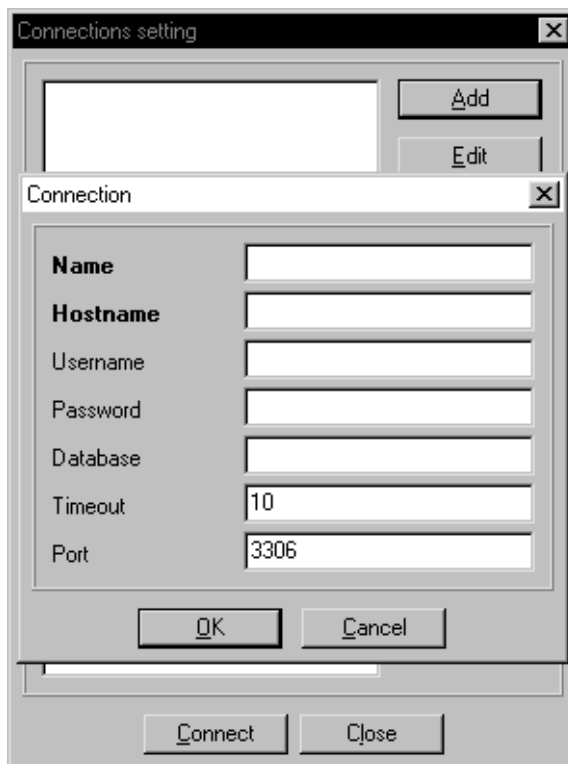 Connections setting
Add
Edit
Connection
Name
Hostname
Username
Password
Database
Timeout 10
Port 3306
OK Cancel
Connect Close